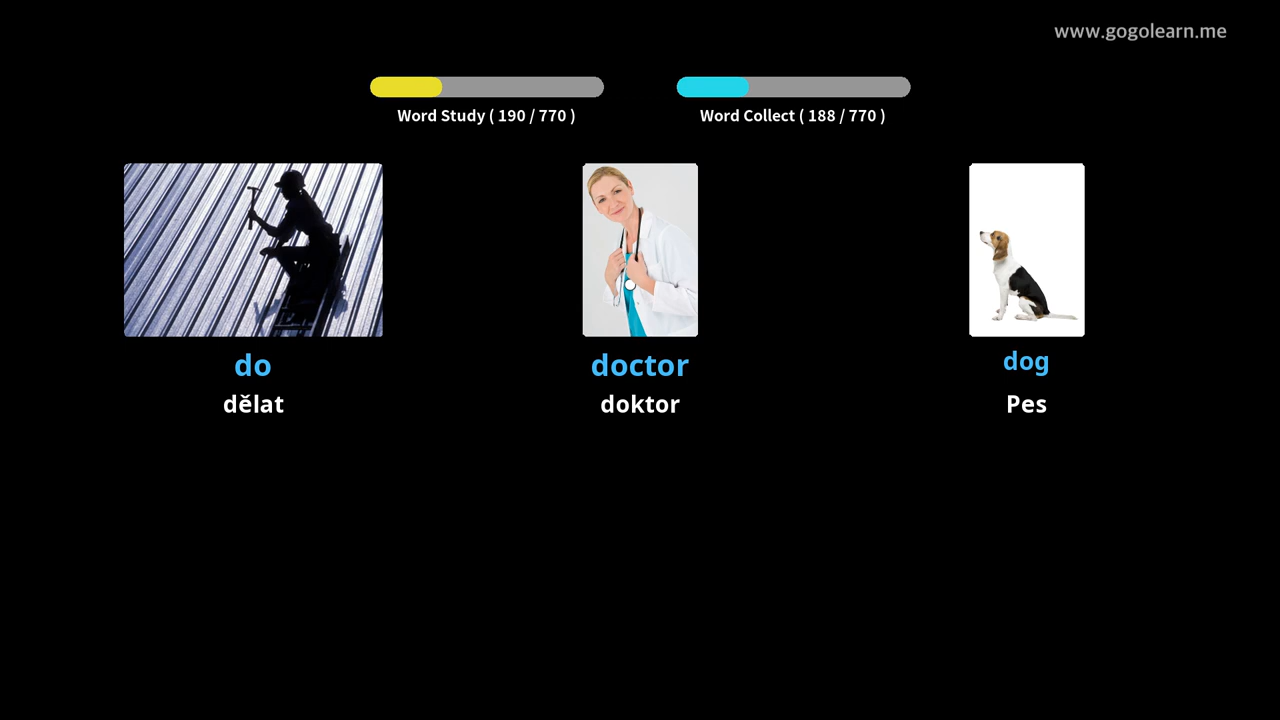 www.gogolearn.me
Word Study ( 190 / 770 )
Word Collect ( 188 / 770 )
do
doctor
dog
dělat
doktor
Pes